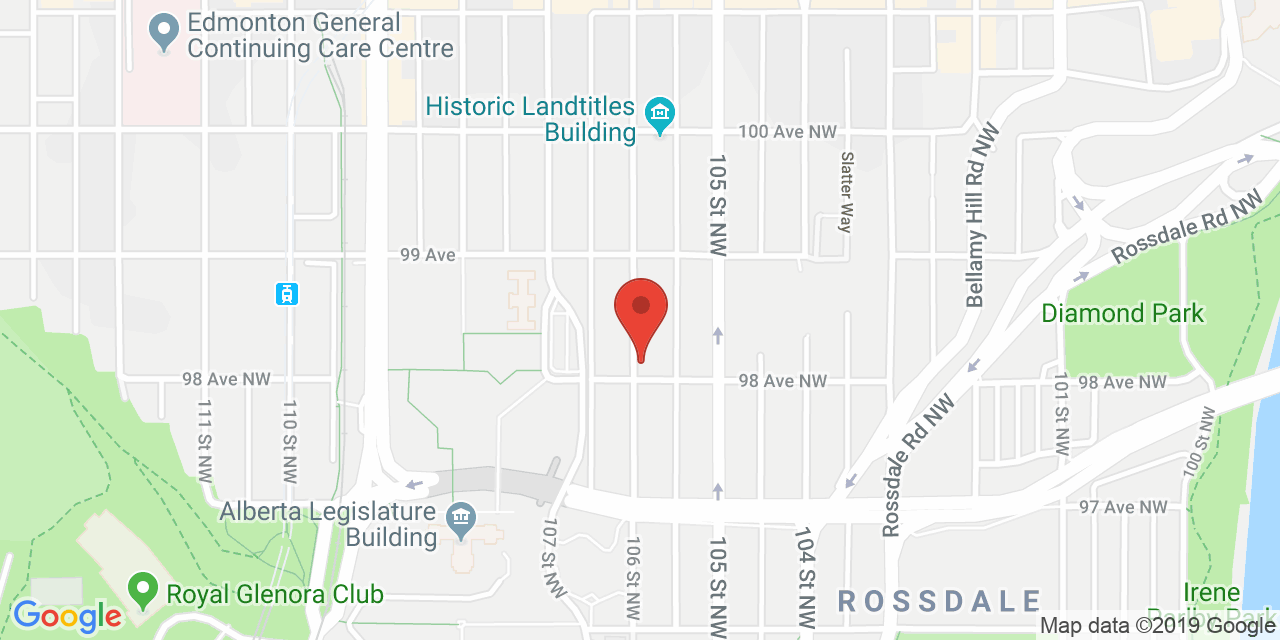 Edmonton General
Continuing Care Centre
Historic Landtitles
Building
100 Ave NW
105 St NW
Slatter Way
Bellamy Hill Rd NW
Rossdale Rd NW
99 Ave
Diamond Park
98 Ave NW
98 Ave NW
98 Ave NW
111 St NW
110 St NW
101 St NW
100 St NW
Rossdale Rd NW
97 Ave NW
Alberta Legislature
Building
107 St NW
106 St NW
105 St NW
104 St NW
Royal Glenora Club
ROSSDALE
Irene
Parlby Park
Google
Map data ©2019 Google